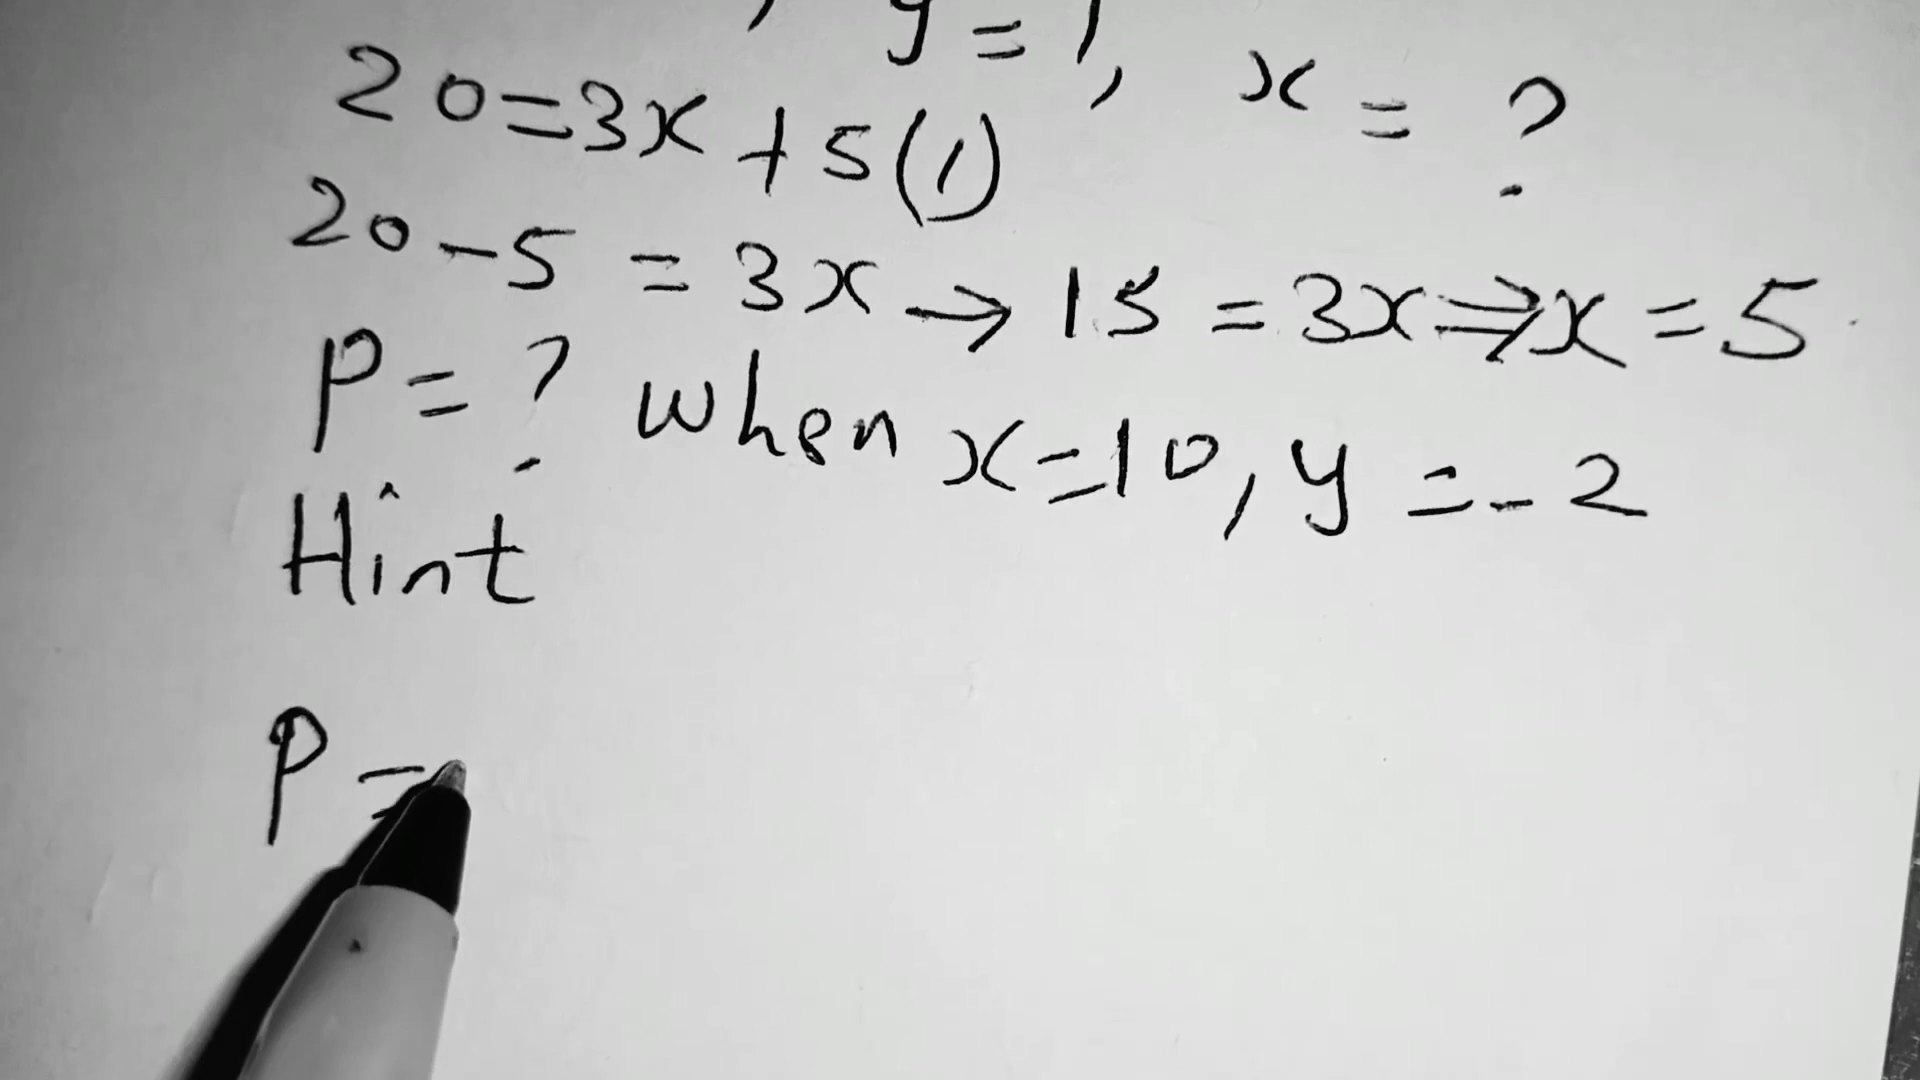 , y = 1, x = ?
20 = 3x + 5(1)
20 - 5 = 3x → 15 = 3x ⇒ x = 5
P = ? when x = 10, y = -2
Hint
P =